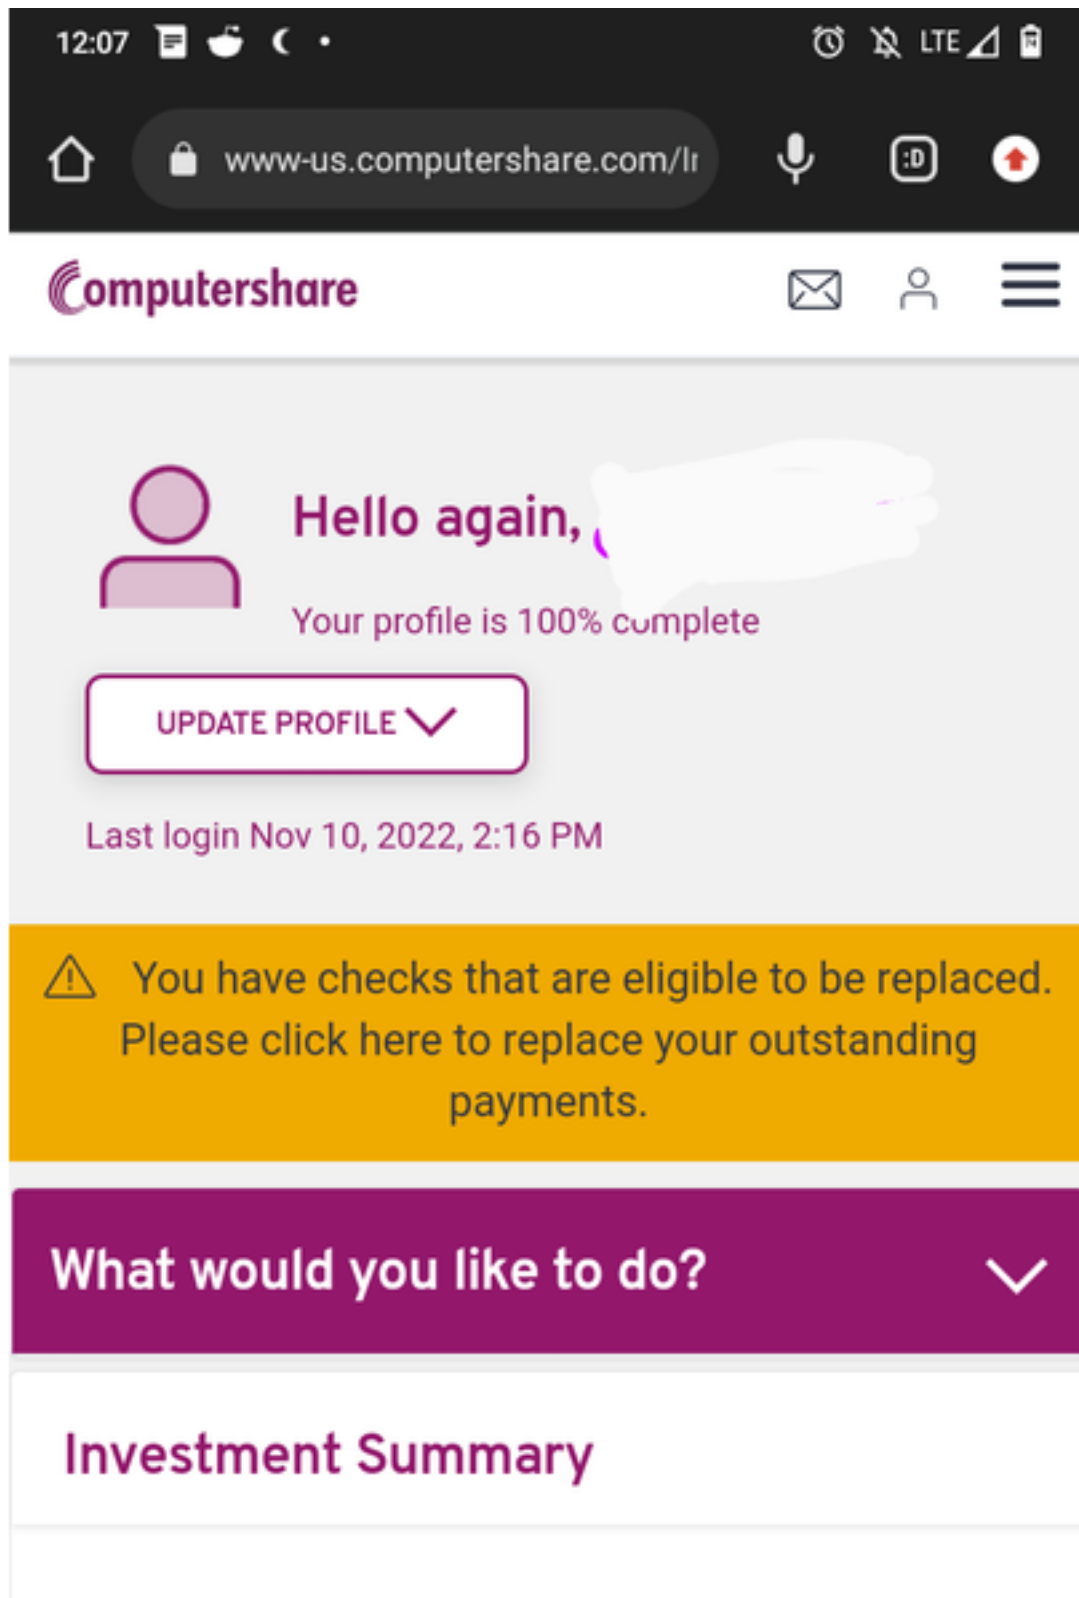 12:07 LTE
www-us.computershare.com/Ir :D
Computershare
Hello again,
Your profile is 100% complete
UPDATE PROFILE
Last login Nov 10, 2022, 2:16 PM
You have checks that are eligible to be replaced.
Please click here to replace your outstanding
payments.
What would you like to do?
Investment Summary